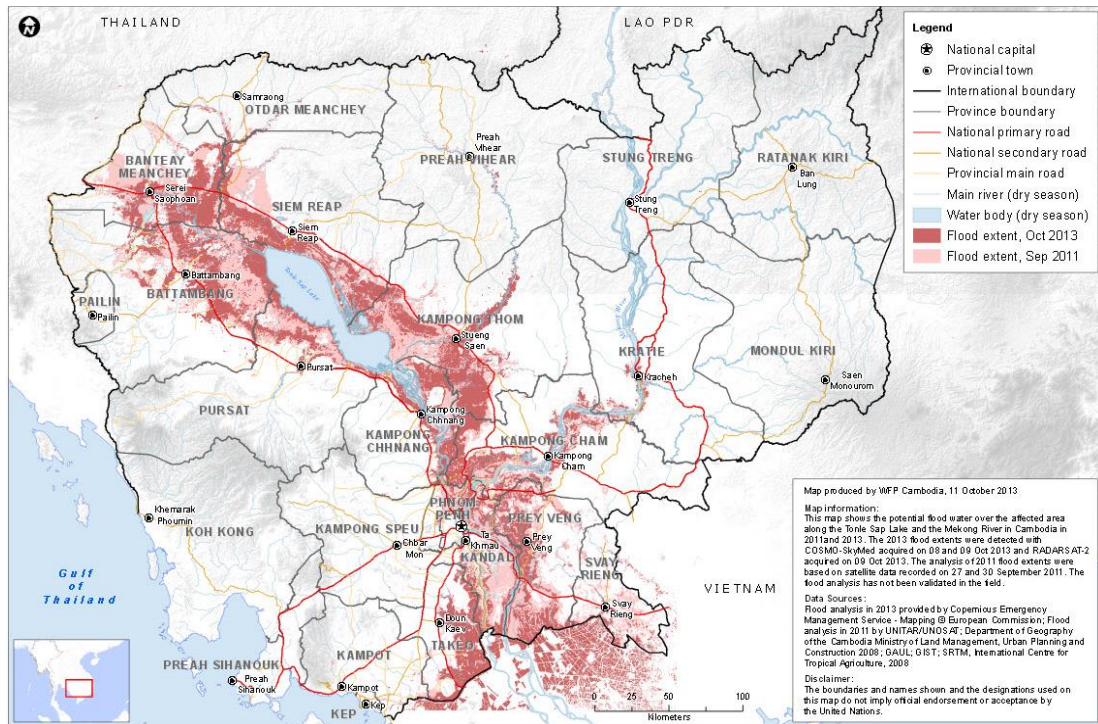 THAILAND
LAO PDR
Legend
National capital
Provincial town
International boundary
Province boundary
National primary road
National secondary road
Provincial main road
Main river (dry season)
Water body (dry season)
Flood extent, Oct 2013
Flood extent, Sep 2011
Samraong
OTDAR MEANCHEY
Preah
Vihear
PREAH VIHEAR
STUNG TRENG
RATANAK KIRI
Ban
Lung
BANTEAY
MEANCHEY
Serei
Saophoan
Stung
Treng
SIEM REAP
Siem
Reap
Battambang
BATTAMBANG
Tonle Sap Lake
PAILIN
Pailin
KAMPONG THOM
Stueng
Saen
KRATIE
Kracheh
MONDUL KIRI
Saen
Monourom
Pursat
PURSAT
Kampong
Chhnang
KAMPONG
CHHNANG
KAMPONG CHAM
Kampong
Cham
PHNOM
PENH
PREY VENG
Prey
Veng
Khemarak
Phoumin
KOH KONG
KAMPONG SPEU
Chbar
Mon
Ta
Khmau
KANDAL
SVAY
RIENG
Svay
Rieng
VIETNAM
Gulf
of
Thailand
Doun
Kaev
TAKEO
KAMPOT
PREAH SIHANOUK
Preah
Sihanouk
Kampot
Kep
KEP
0 50 100
Kilometers
Map produced by WFP Cambodia, 11 October 2013
Map information:
This map shows the potential flood water over the affected area
along the Tonle Sap Lake and the Mekong River in Cambodia in
2011and 2013. The 2013 flood extents were detected with
COSMO-SkyMed acquired on 08 and 09 Oct 2013 and RADARSAT-2
acquired on 09 Oct 2013. The analysis of 2011 flood extents were
based on satellite data recorded on 27 and 30 September 2011. The
flood analysis has not been validated in the field.
Data Sources:
Flood analysis in 2013 provided by Copernious Emergency
Management Service - Mapping © European Commission; Flood
analysis in 2011 by UNITAR/UNOSAT; Department of Geography
of the Cambodia Ministry of Land Management, Urban Planning and
Construction 2008; GAUL; GIST; SRTM, International Centre for
Tropical Agriculture, 2008
Disclaimer:
The boundaries and names shown and the designations used on
this map do not imply official endorsement or acceptance by
the United Nations.